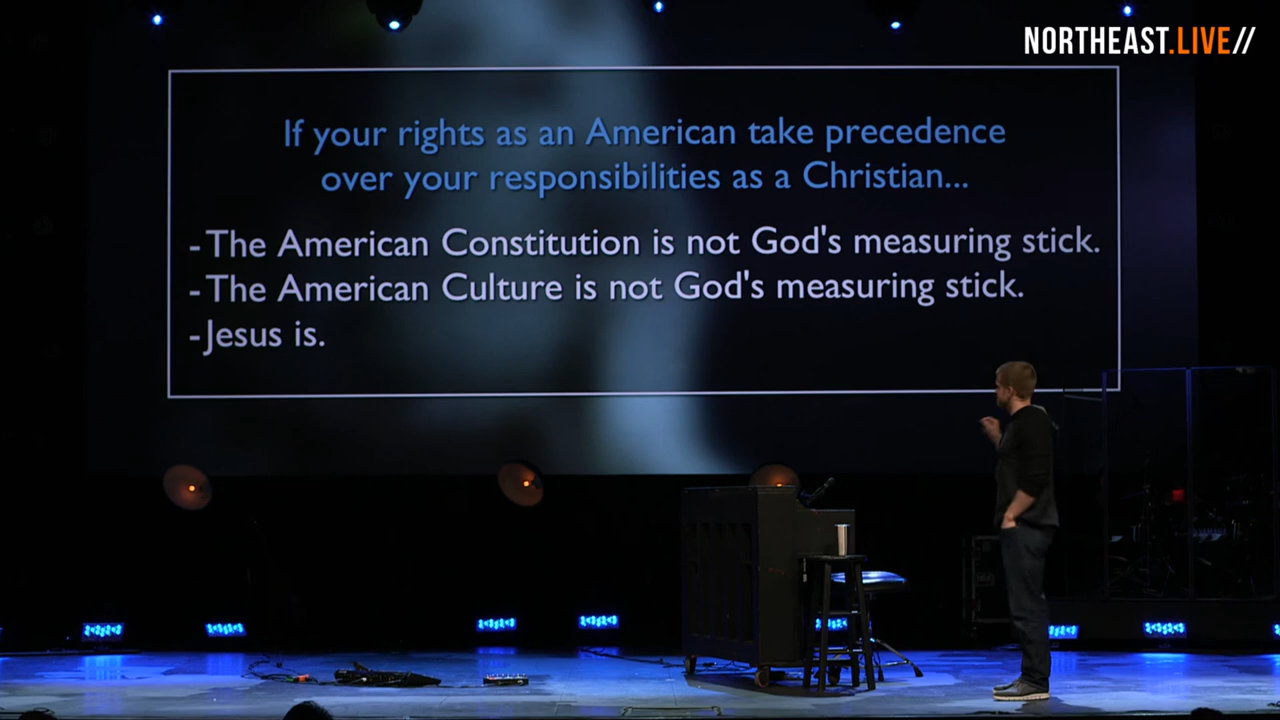 NORTHEAST.LIVE//
If your rights as an American take precedence
over your responsibilities as a Christian...
-The American Constitution is not God's measuring stick.
-The American Culture is not God's measuring stick.
-Jesus is.